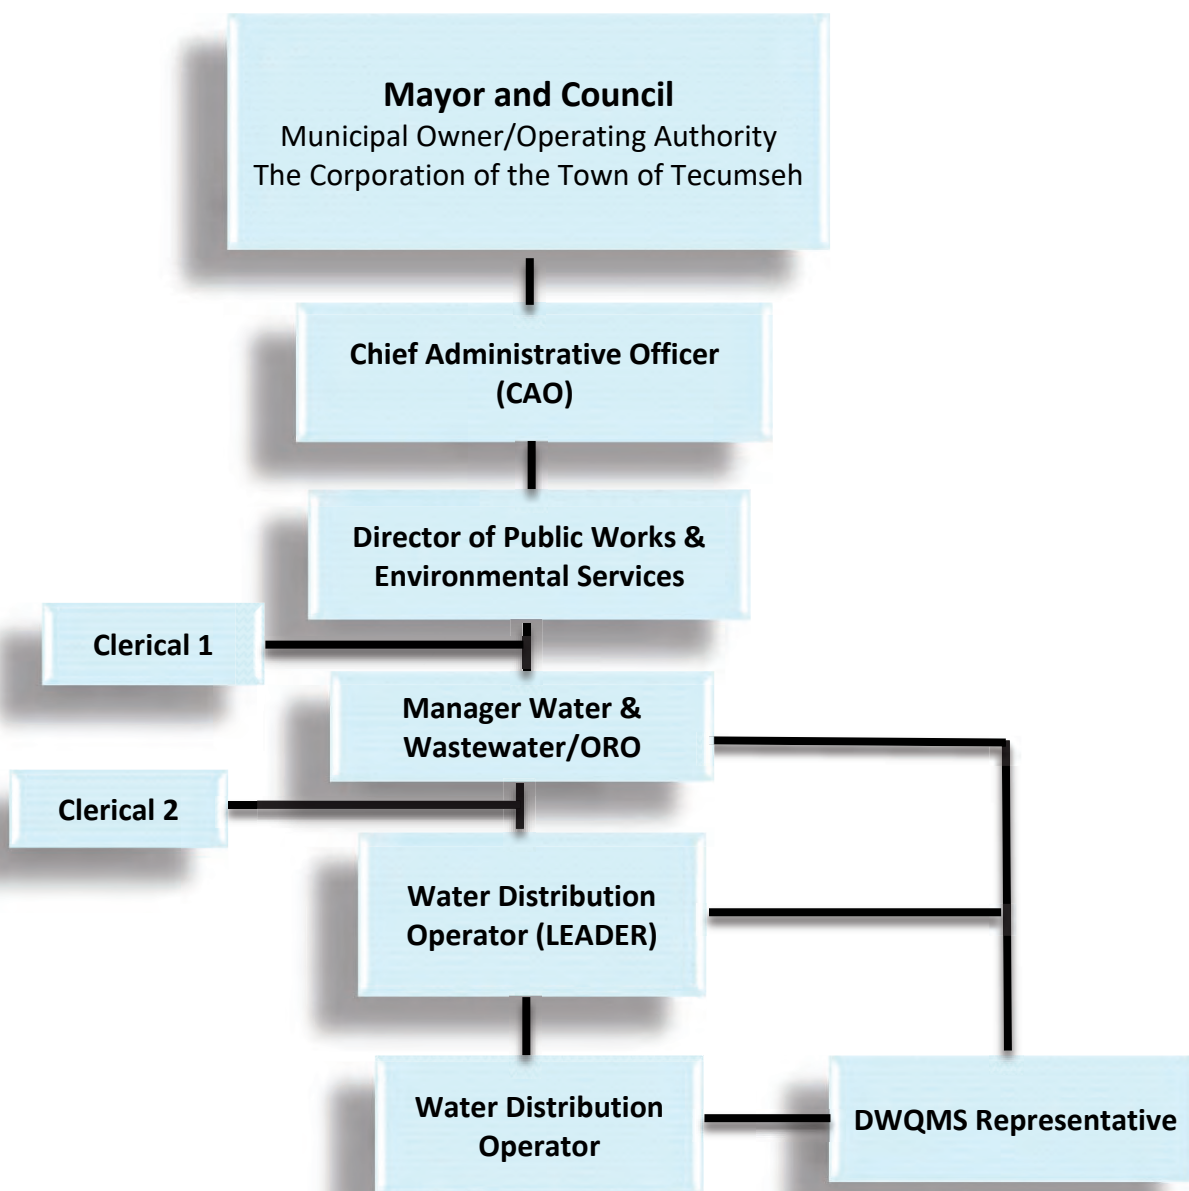 Mayor and Council
Municipal Owner/Operating Authority
The Corporation of the Town of Tecumseh
Chief Administrative Officer
(CAO)
Director of Public Works &
Environmental Services
Clerical 1
Manager Water &
Wastewater/ORO
Clerical 2
Water Distribution
Operator (LEADER)
Water Distribution
Operator
DWQMS Representative